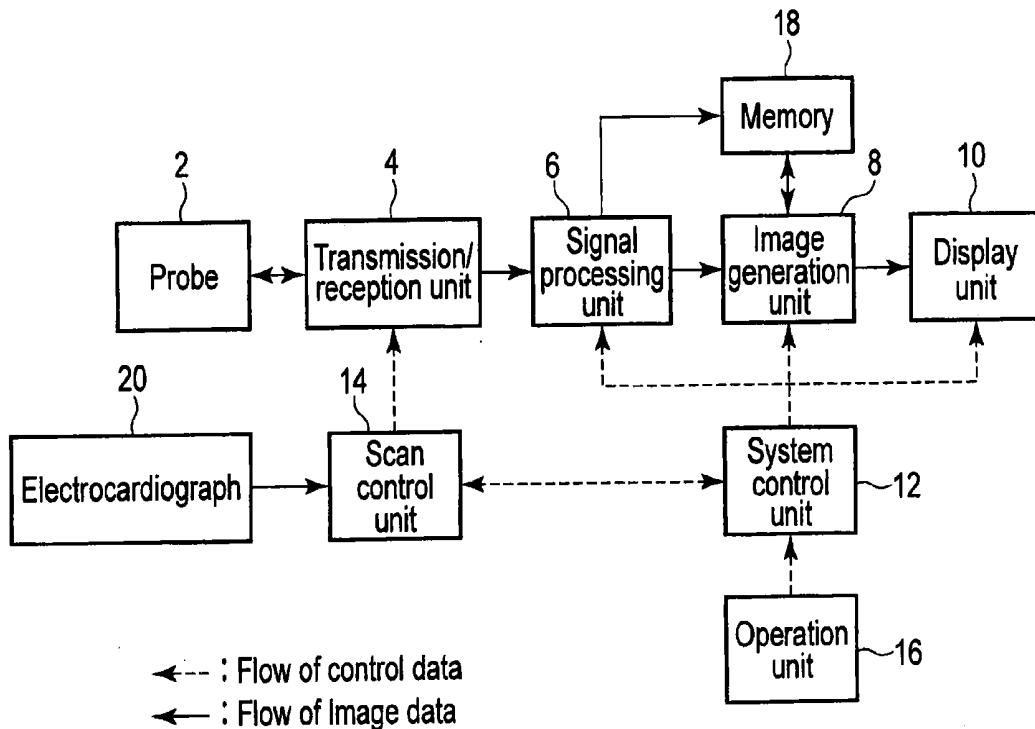 18
Memory
2
4
6
8
10
Probe
Transmission/
reception unit
Signal
processing
unit
Image
generation
unit
Display
unit
20
14
Electrocardiograph
Scan
control
unit
System
control
unit
12
Operation
unit
16
: Flow of control data
: Flow of Image data